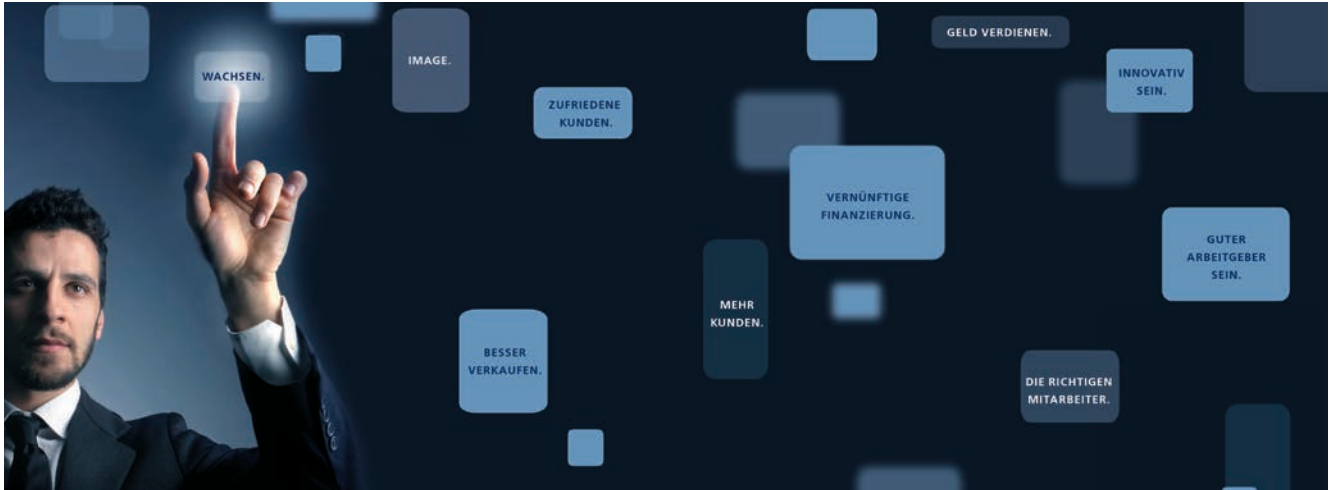 WACHSEN.
IMAGE.
ZUFRIEDENE
KUNDEN.
GELD VERDIENEN.
INNOVATIV
SEIN.
VERNÜNFTIGE
FINANZIERUNG.
GUTER
ARBEITGEBER
SEIN.
MEHR
KUNDEN.
BESSER
VERKAUFEN.
DIE RICHTIGEN
MITARBEITER.